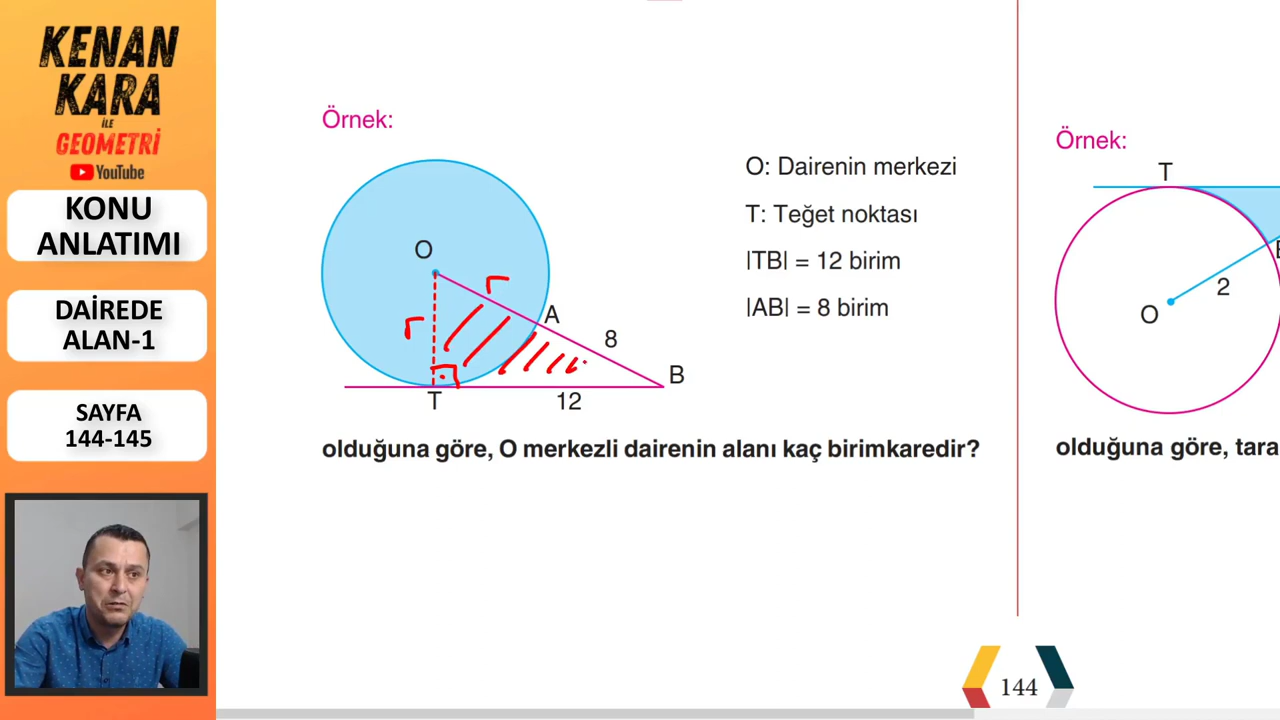 KENAN
KARA
İLE
GEOMETRİ
YouTube
KONU
ANLATIMI
DAİREDE
ALAN-1
SAYFA
144-145
Örnek:
O
r
r
A
8
B
T
12
O: Dairenin merkezi
T: Teğet noktası
|TB| = 12 birim
|AB| = 8 birim
olduğuna göre, O merkezli dairenin alanı kaç birimkaredir?
Örnek:
T
E
2
O
olduğuna göre, tara
144